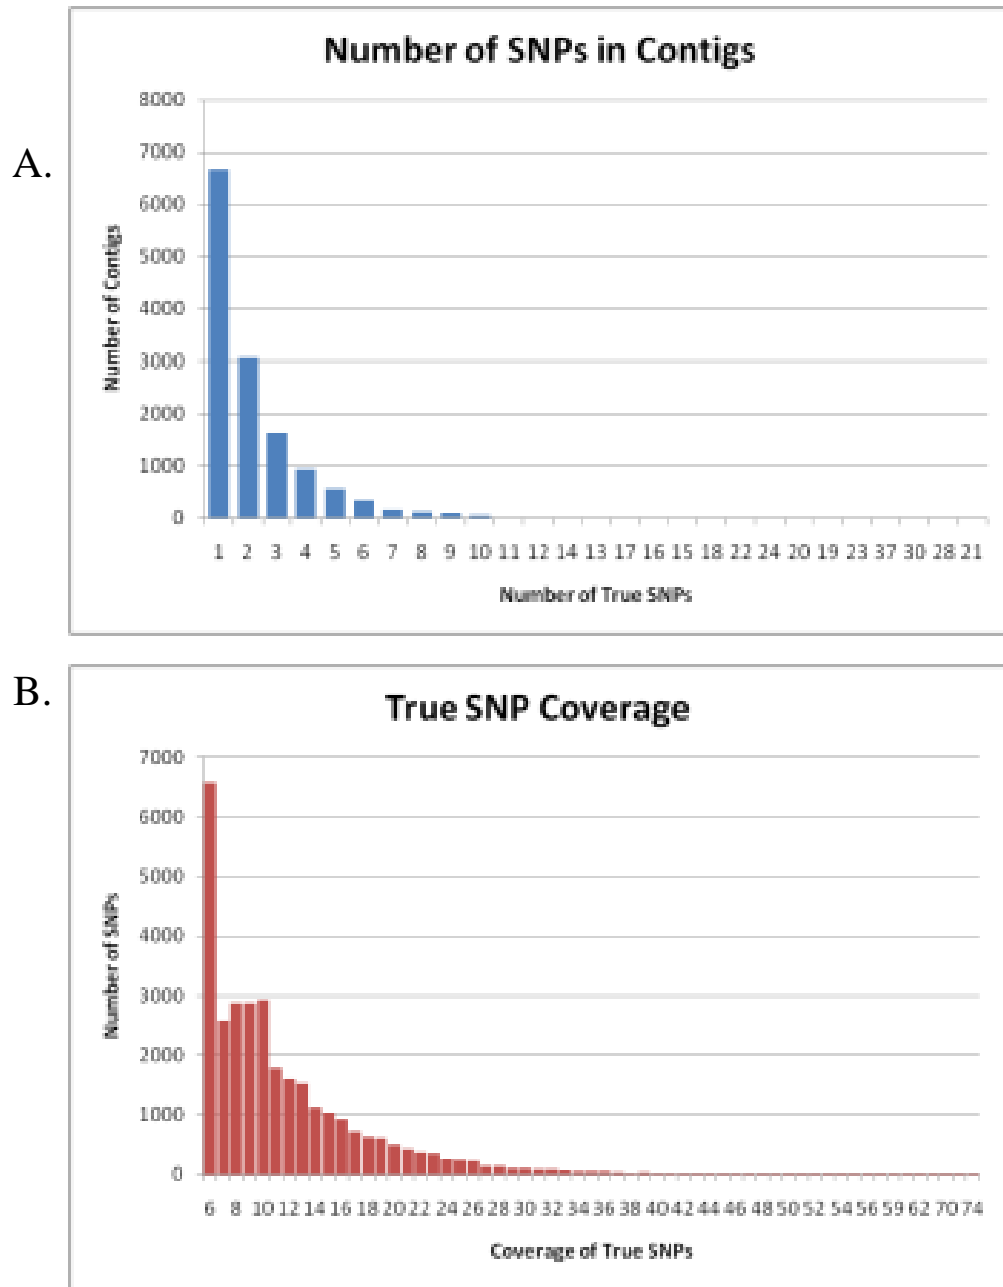 A.
Number of SNPs in Contigs
Number of Contigs
8000
7000
6000
5000
4000
3000
2000
1000
0
1 2 3 4 5 6 7 8 9 10 11 12 14 13 17 16 15 18 22 24 20 19 23 37 30 28 21
Number of True SNPs
B.
True SNP Coverage
Number of SNPs
7000
6000
5000
4000
3000
2000
1000
0
6 8 10 12 14 16 18 20 22 24 26 28 30 32 34 36 38 40 42 44 46 48 50 52 54 56 59 62 70 74
Coverage of True SNPs